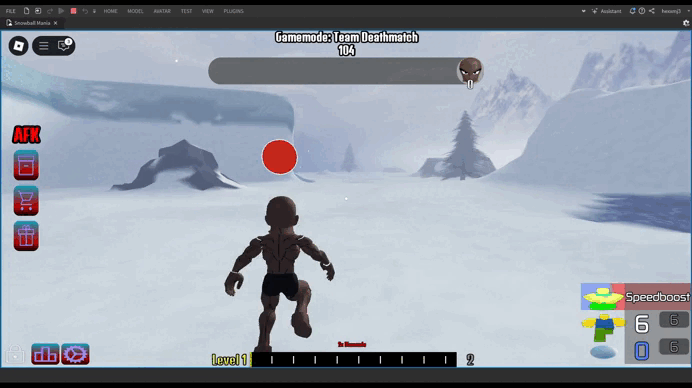 FILE HOME MODEL AVATAR TEST VIEW PLUGINS Assistant
Snowball Mania
Gamemode: Team Deathmatch
104
0
AFK
Speedboost
6 6
0 6
Level 1 2